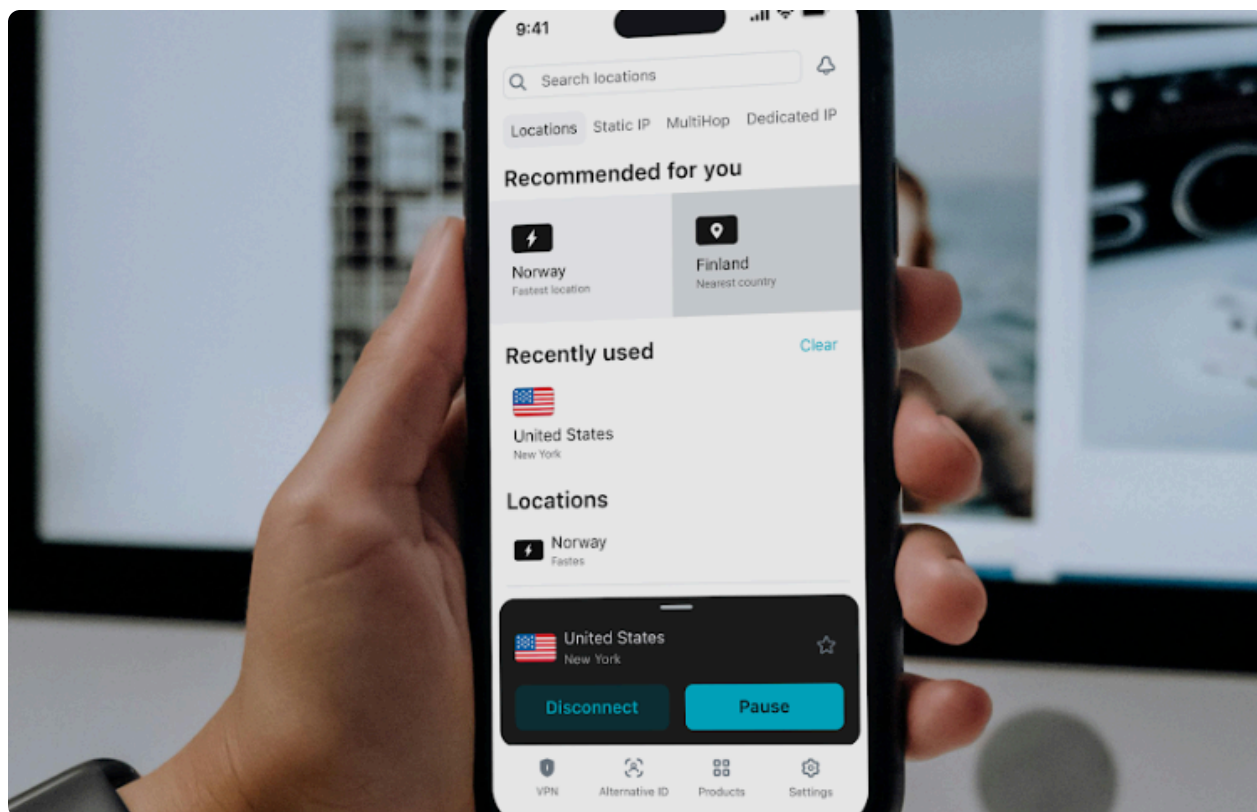 9:41
Search locations
Locations Static IP MultiHop Dedicated IP
Recommended for you
Norway
Fastest location
Finland
Nearest country
Recently used Clear
United States
New York
Locations
Norway
Fastes
United States
New York
Disconnect Pause
VPN Alternative ID Products Settings